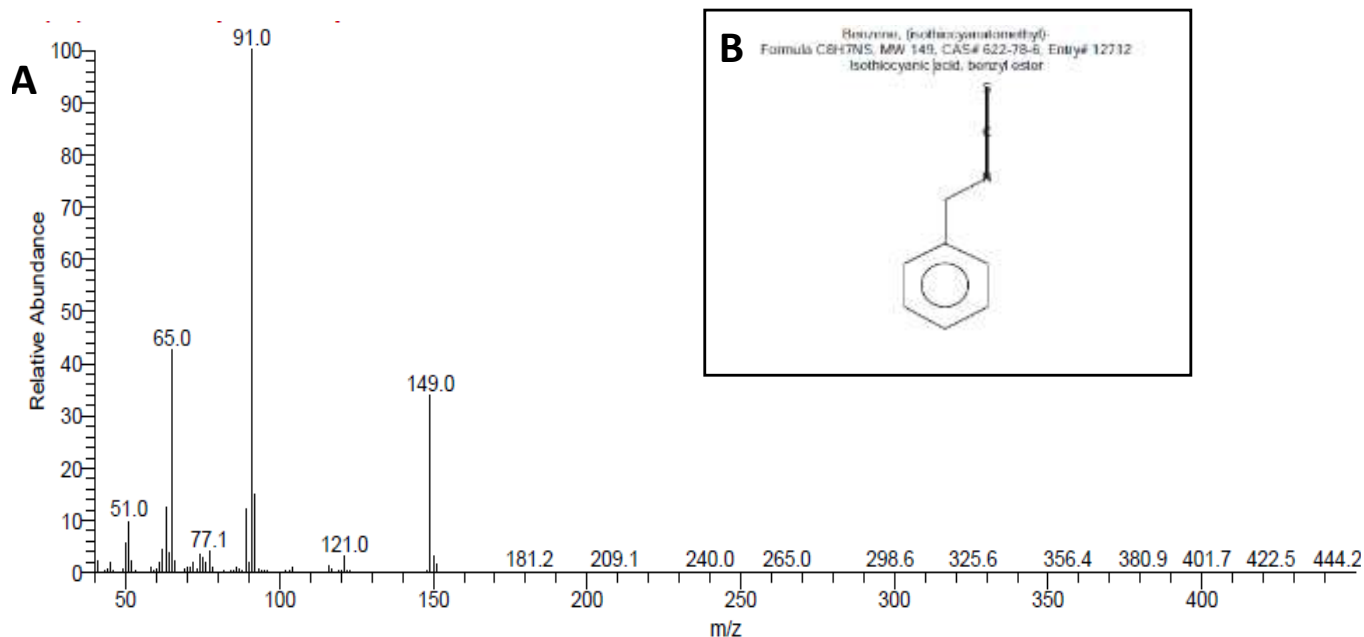 A
B
Benzene, (isothiocyanatomethyl)-
Formula C8H7NS, MW 149, CAS# 622-78-6, Entry# 12712
Isothiocyanic acid, benzyl ester
S
C
N
Relative Abundance
100
90
80
70
60
50
40
30
20
10
0
91.0
65.0
149.0
51.0
77.1
121.0
181.2 209.1 240.0 265.0 298.6 325.6 356.4 380.9 401.7 422.5 444.2
50 100 150 200 250 300 350 400
m/z